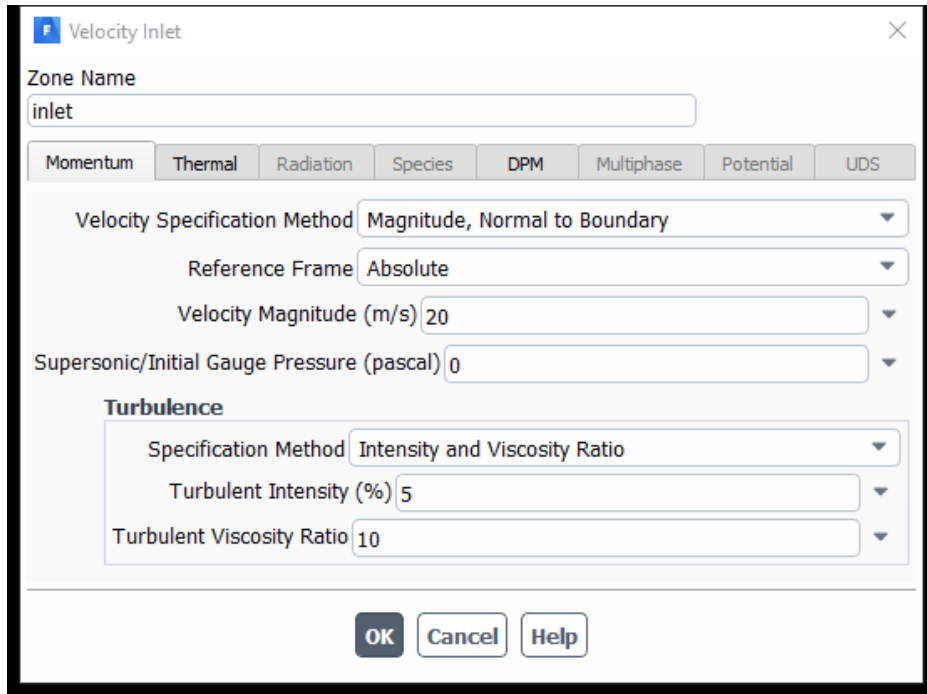 F Velocity Inlet
Zone Name
inlet
Momentum Thermal Radiation Species DPM Multiphase Potential UDS
Velocity Specification Method Magnitude, Normal to Boundary
Reference Frame Absolute
Velocity Magnitude (m/s) 20
Supersonic/Initial Gauge Pressure (pascal) 0
Turbulence
Specification Method Intensity and Viscosity Ratio
Turbulent Intensity (%) 5
Turbulent Viscosity Ratio 10
OK Cancel Help